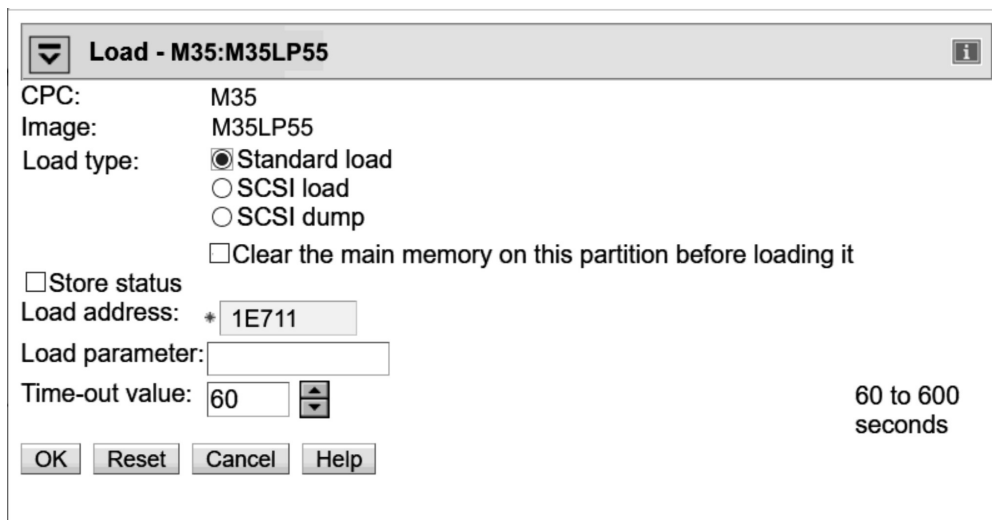 Load - M35:M35LP55
i
CPC: M35
Image: M35LP55
Load type: Standard load
SCSI load
SCSI dump
Clear the main memory on this partition before loading it
Store status
Load address: * 1E711
Load parameter:
Time-out value: 60 60 to 600
seconds
OK Reset Cancel Help